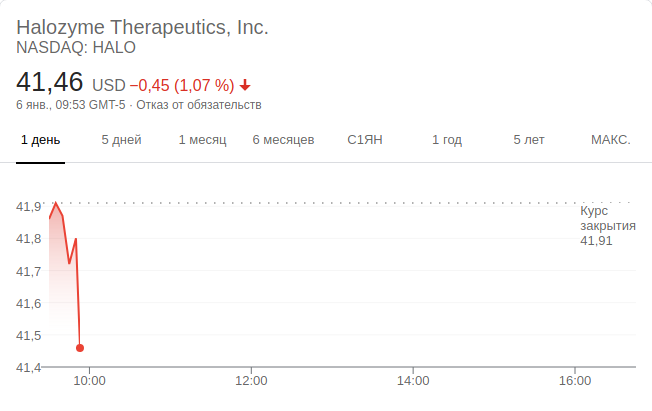 Halozyme Therapeutics, Inc.
NASDAQ: HALO
41,46 USD −0,45 (1,07 %)
6 янв., 09:53 GMT-5 · Отказ от обязательств
1 день 5 дней 1 месяц 6 месяцев С1ЯН 1 год 5 лет МАКС.
41,9
41,8
41,7
41,6
41,5
41,4
Курс
закрытия
41,91
10:00 12:00 14:00 16:00